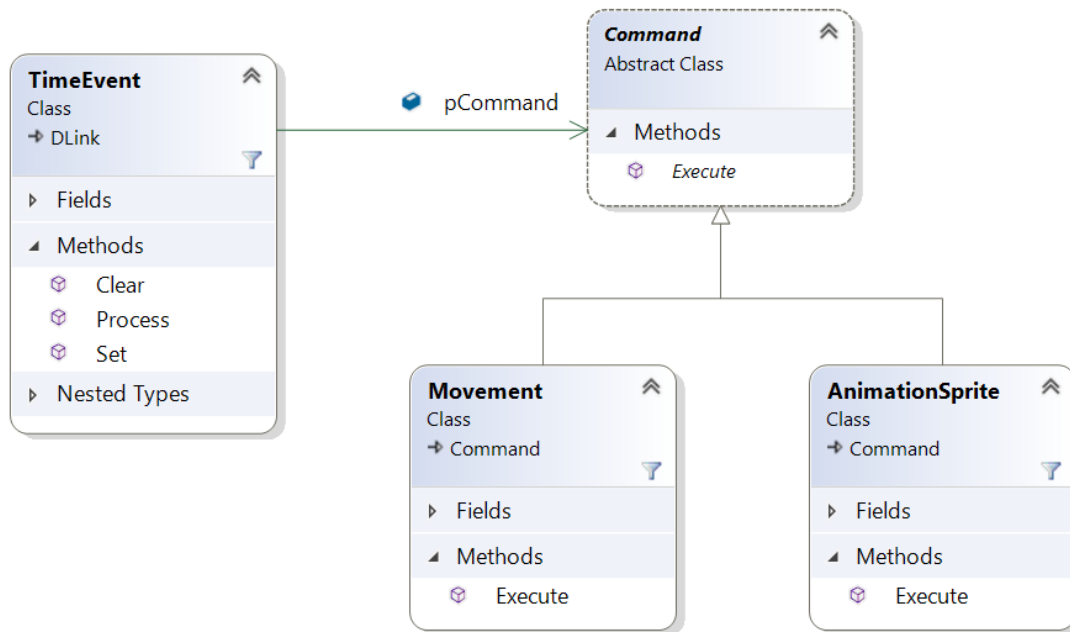 TimeEvent
Class
DLink
Fields
Methods
Clear
Process
Set
Nested Types
pCommand
Command
Abstract Class
Methods
Execute
Movement
Class
Command
Fields
Methods
Execute
AnimationSprite
Class
Command
Fields
Methods
Execute